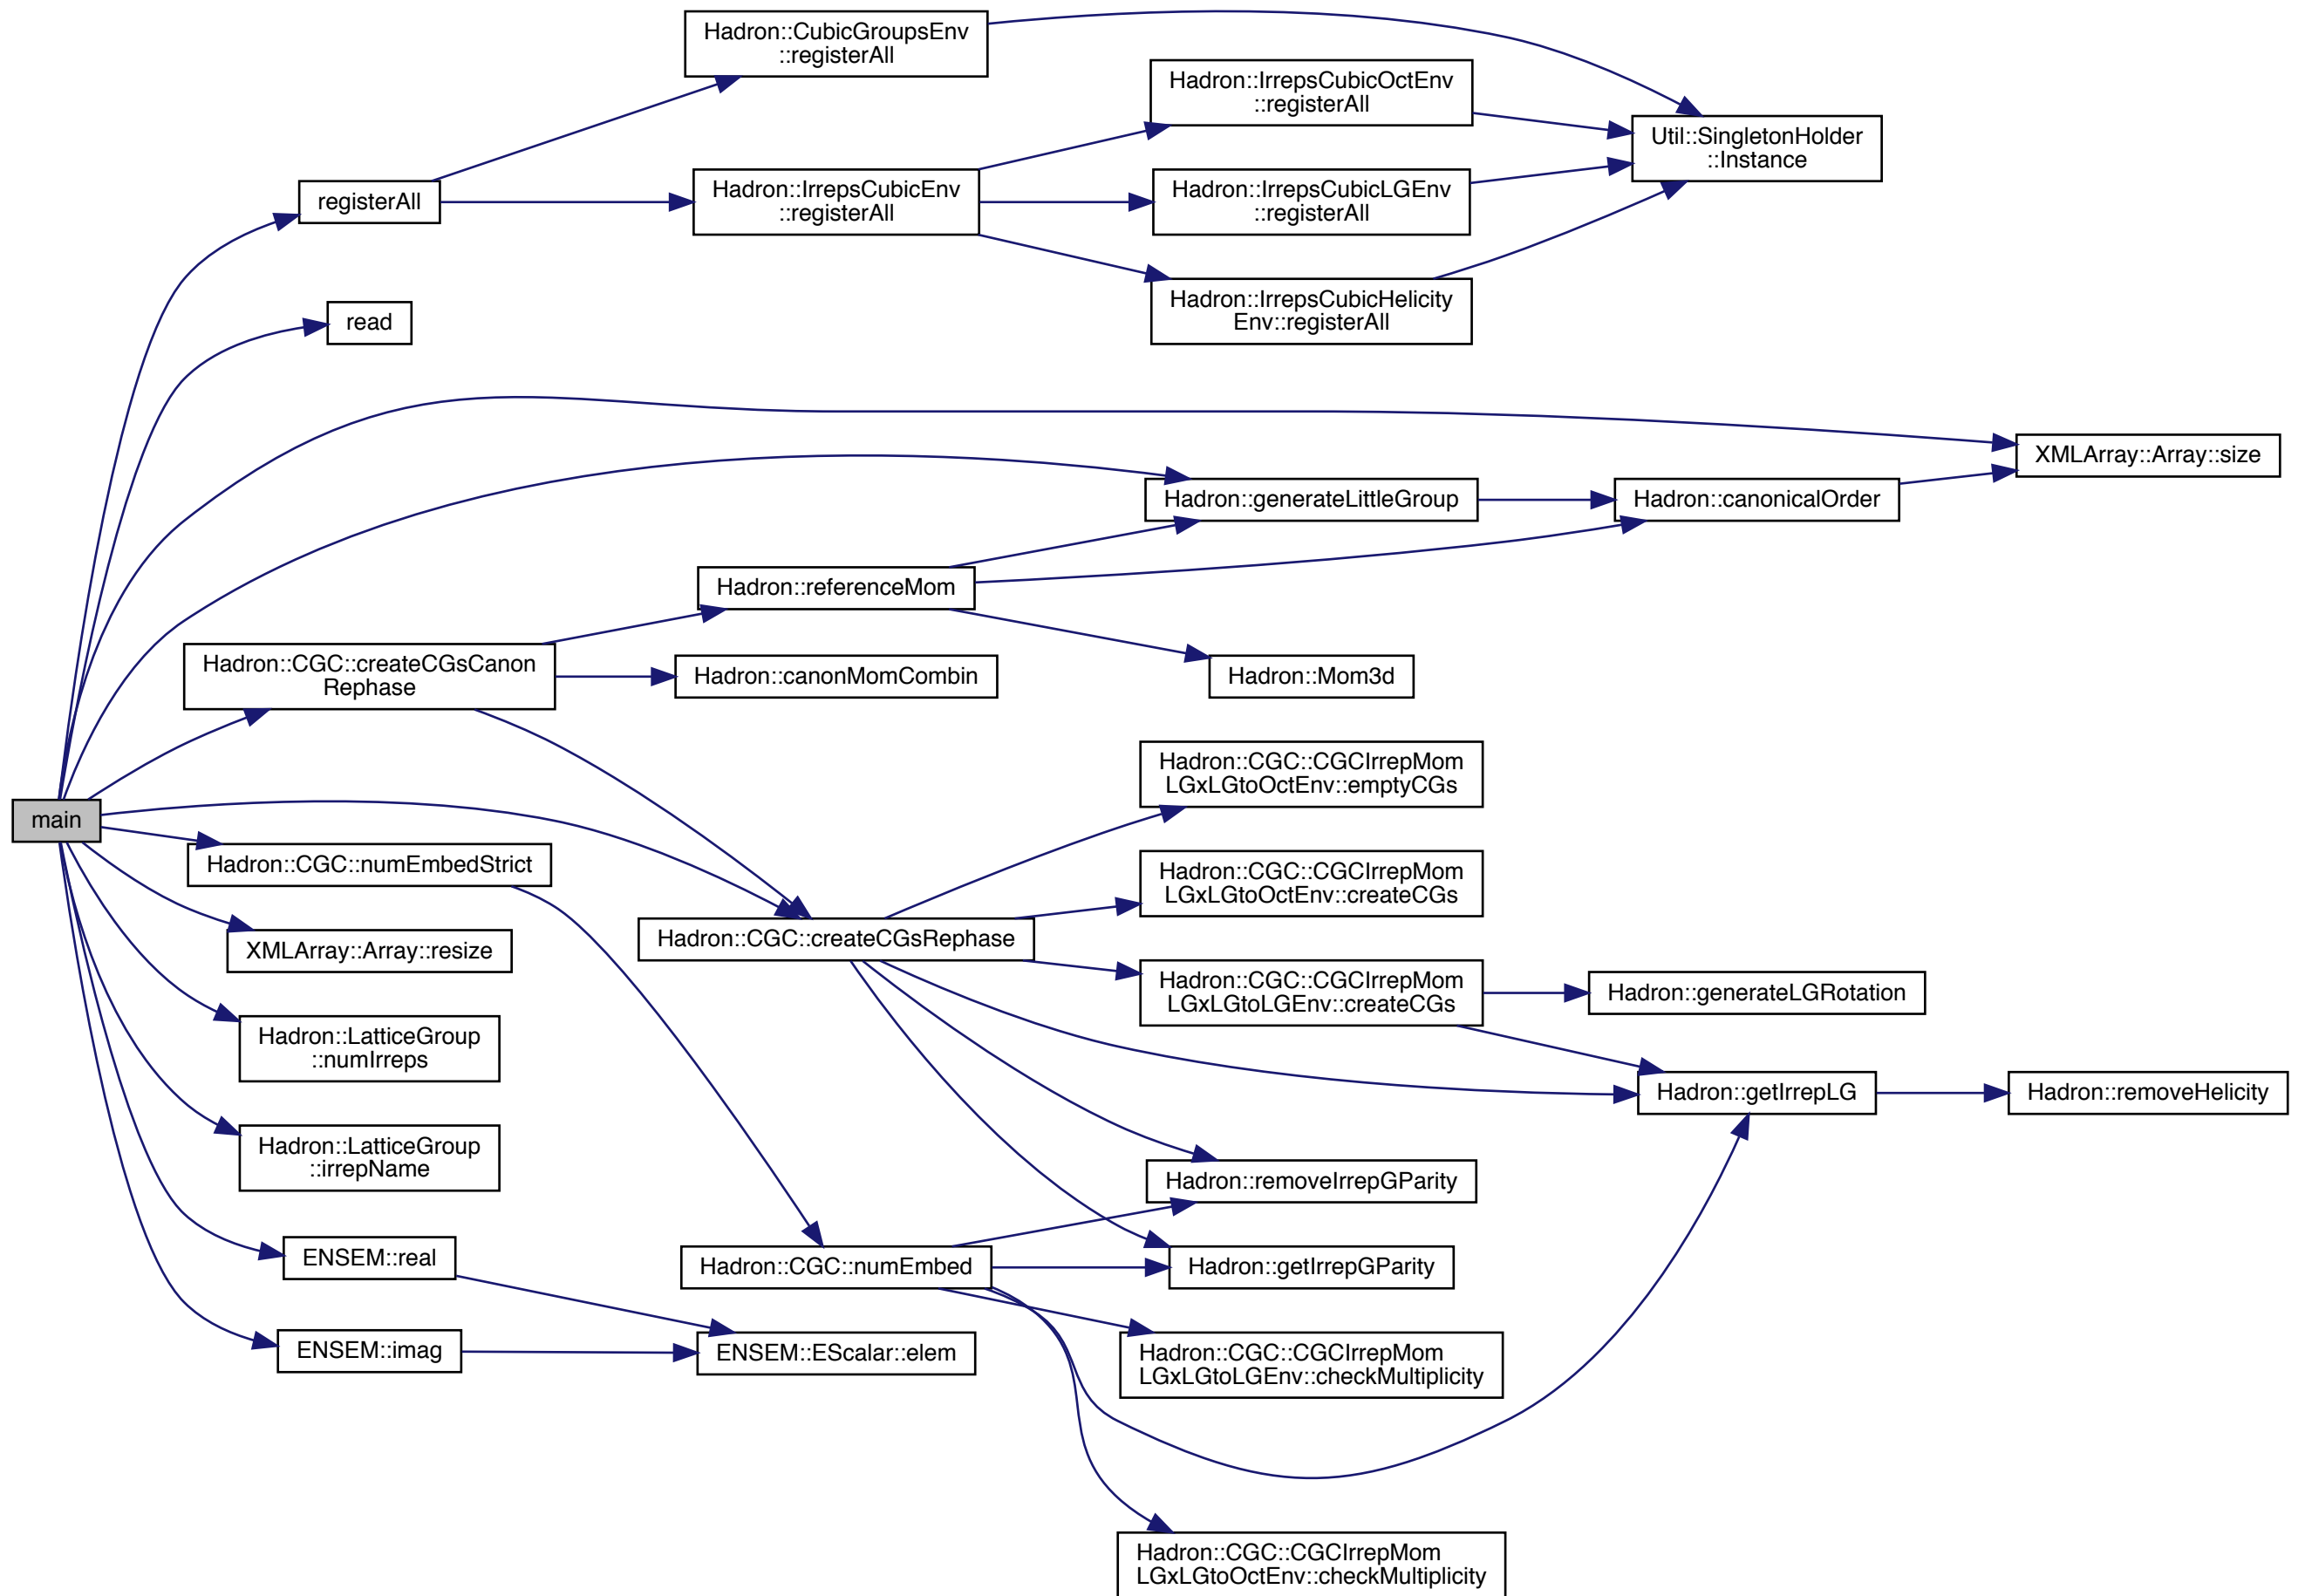 Hadron::CubicGroupsEnv
::registerAll
Hadron::IrrepsCubicOctEnv
::registerAll
Util::SingletonHolder
::Instance
registerAll
Hadron::IrrepsCubicEnv
::registerAll
Hadron::IrrepsCubicLGEnv
::registerAll
Hadron::IrrepsCubicHelicity
Env::registerAll
read
XMLArray::Array::size
Hadron::generateLittleGroup
Hadron::canonicalOrder
Hadron::referenceMom
Hadron::CGC::createCGsCanon
Rephase
Hadron::canonMomCombin
Hadron::Mom3d
Hadron::CGC::CGCIrrepMom
LGxLGtoOctEnv::emptyCGs
main
Hadron::CGC::numEmbedStrict
Hadron::CGC::CGCIrrepMom
LGxLGtoOctEnv::createCGs
XMLArray::Array::resize
Hadron::CGC::createCGsRephase
Hadron::CGC::CGCIrrepMom
LGxLGtoLGEnv::createCGs
Hadron::generateLGRotation
Hadron::LatticeGroup
::numIrreps
Hadron::getIrrepLG
Hadron::removeHelicity
Hadron::LatticeGroup
::irrepName
Hadron::removeIrrepGParity
ENSEM::real
Hadron::CGC::numEmbed
Hadron::getIrrepGParity
ENSEM::imag
ENSEM::EScalar::elem
Hadron::CGC::CGCIrrepMom
LGxLGtoLGEnv::checkMultiplicity
Hadron::CGC::CGCIrrepMom
LGxLGtoOctEnv::checkMultiplicity